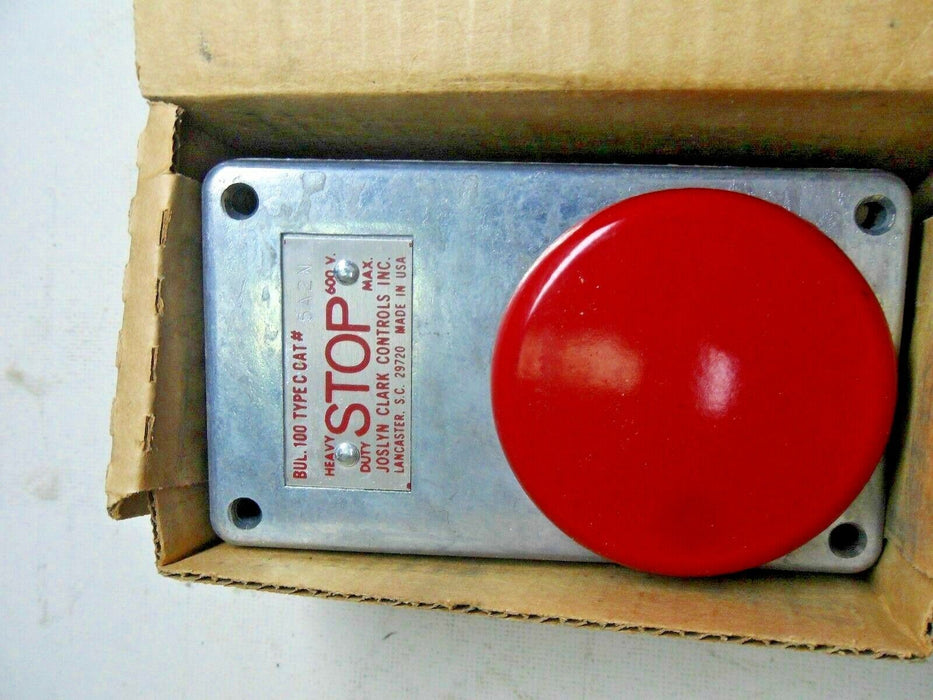 BUL. 100 TYPE C CAT# 5A2N
HEAVY DUTY STOP 600 V. MAX.
JOSLYN CLARK CONTROLS INC.
LANCASTER, S.C. 29720 MADE IN USA